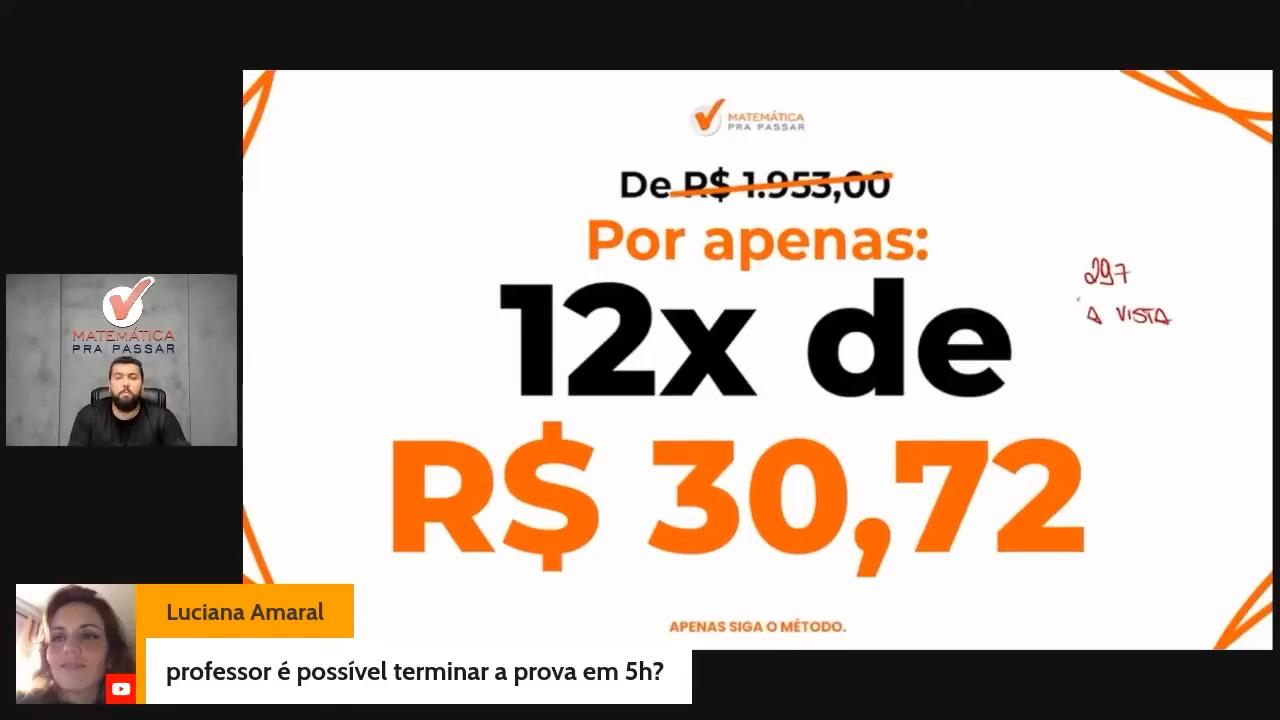 MATEMÁTICA
PRA PASSAR
De R$ 1.953,00
Por apenas:
12x de
R$ 30,72
297
À VISTA
APENAS SIGA O MÉTODO.
MATEMÁTICA
PRA PASSAR
Luciana Amaral
professor é possível terminar a prova em 5h?